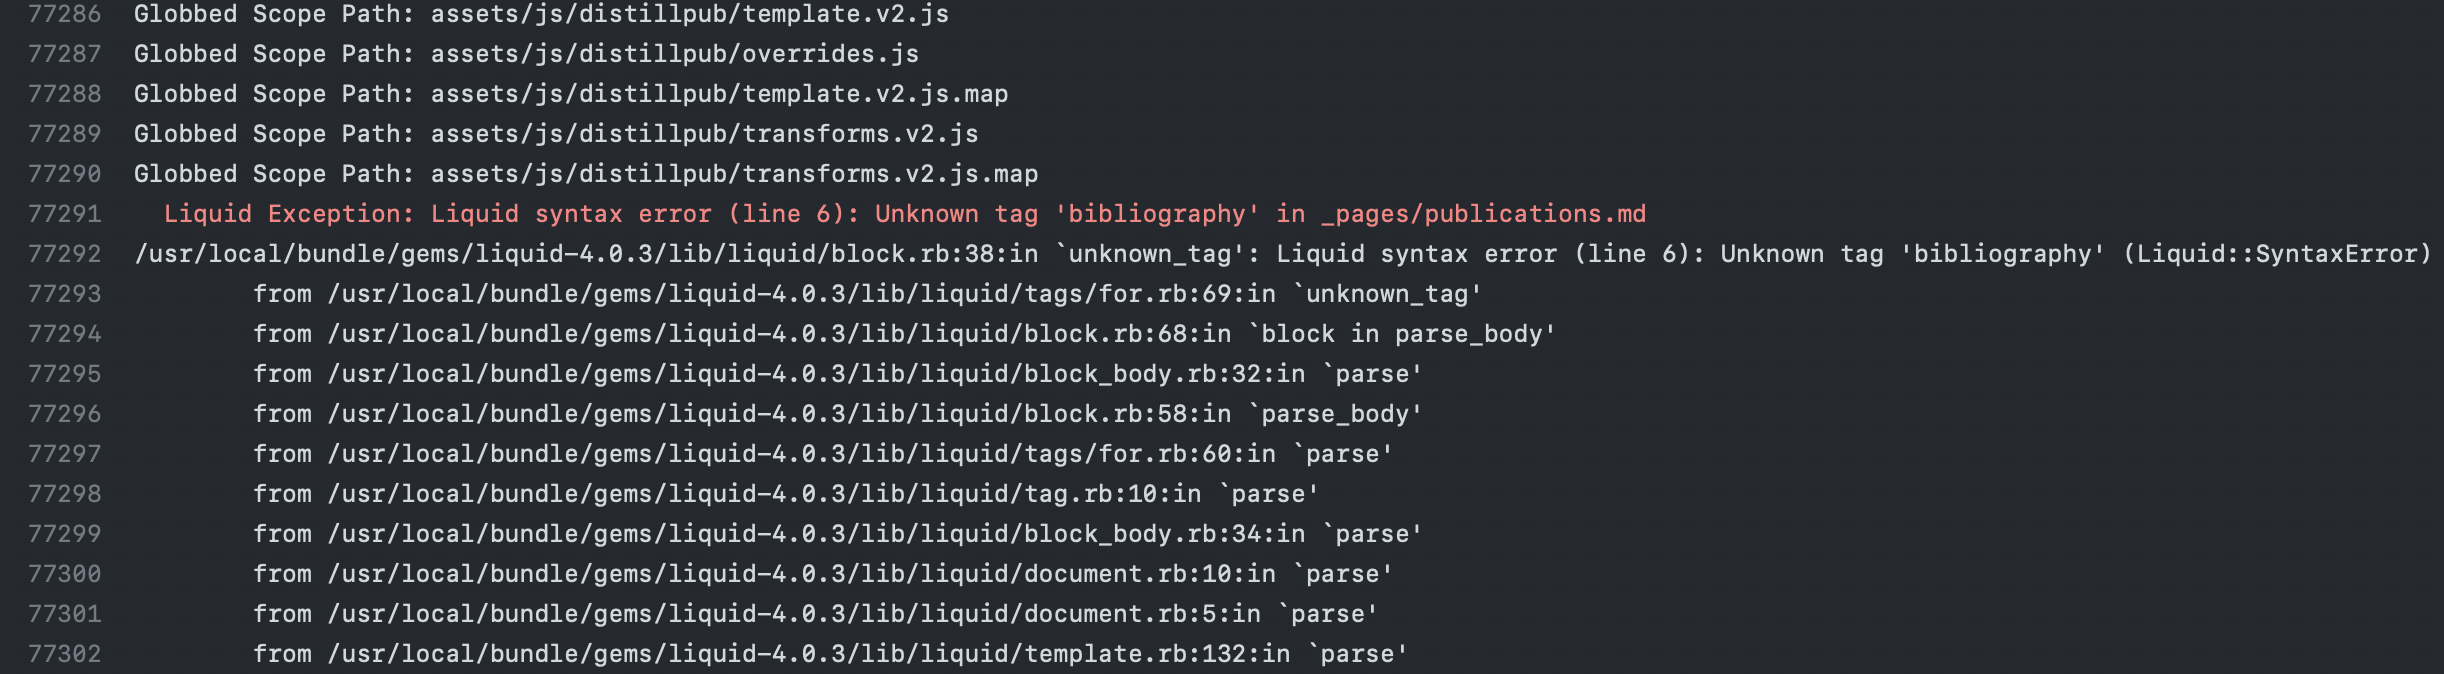 77286 Globbed Scope Path: assets/js/distillpub/template.v2.js
77287 Globbed Scope Path: assets/js/distillpub/overrides.js
77288 Globbed Scope Path: assets/js/distillpub/template.v2.js.map
77289 Globbed Scope Path: assets/js/distillpub/transforms.v2.js
77290 Globbed Scope Path: assets/js/distillpub/transforms.v2.js.map
77291   Liquid Exception: Liquid syntax error (line 6): Unknown tag 'bibliography' in _pages/publications.md
77292 /usr/local/bundle/gems/liquid-4.0.3/lib/liquid/block.rb:38:in `unknown_tag': Liquid syntax error (line 6): Unknown tag 'bibliography' (Liquid::SyntaxError)
77293         from /usr/local/bundle/gems/liquid-4.0.3/lib/liquid/tags/for.rb:69:in `unknown_tag'
77294         from /usr/local/bundle/gems/liquid-4.0.3/lib/liquid/block.rb:68:in `block in parse_body'
77295         from /usr/local/bundle/gems/liquid-4.0.3/lib/liquid/block_body.rb:32:in `parse'
77296         from /usr/local/bundle/gems/liquid-4.0.3/lib/liquid/block.rb:58:in `parse_body'
77297         from /usr/local/bundle/gems/liquid-4.0.3/lib/liquid/tags/for.rb:60:in `parse'
77298         from /usr/local/bundle/gems/liquid-4.0.3/lib/liquid/tag.rb:10:in `parse'
77299         from /usr/local/bundle/gems/liquid-4.0.3/lib/liquid/block_body.rb:34:in `parse'
77300         from /usr/local/bundle/gems/liquid-4.0.3/lib/liquid/document.rb:10:in `parse'
77301         from /usr/local/bundle/gems/liquid-4.0.3/lib/liquid/document.rb:5:in `parse'
77302         from /usr/local/bundle/gems/liquid-4.0.3/lib/liquid/template.rb:132:in `parse'